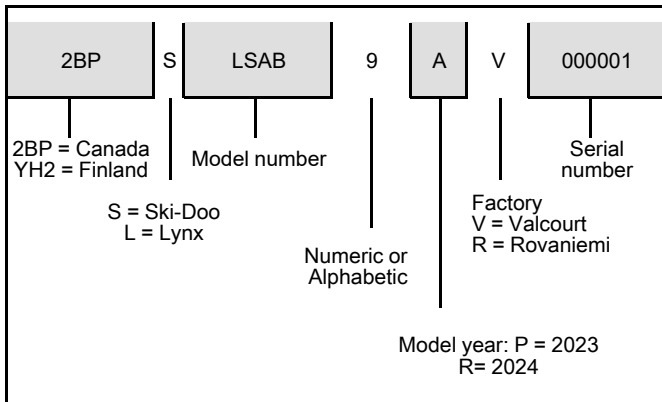 2BP S LSAB 9 A V 000001
2BP = Canada
YH2 = Finland
Model number
Serial
number
S = Ski-Doo
L = Lynx
Factory
V = Valcourt
R = Rovaniemi
Numeric or
Alphabetic
Model year: P = 2023
R= 2024